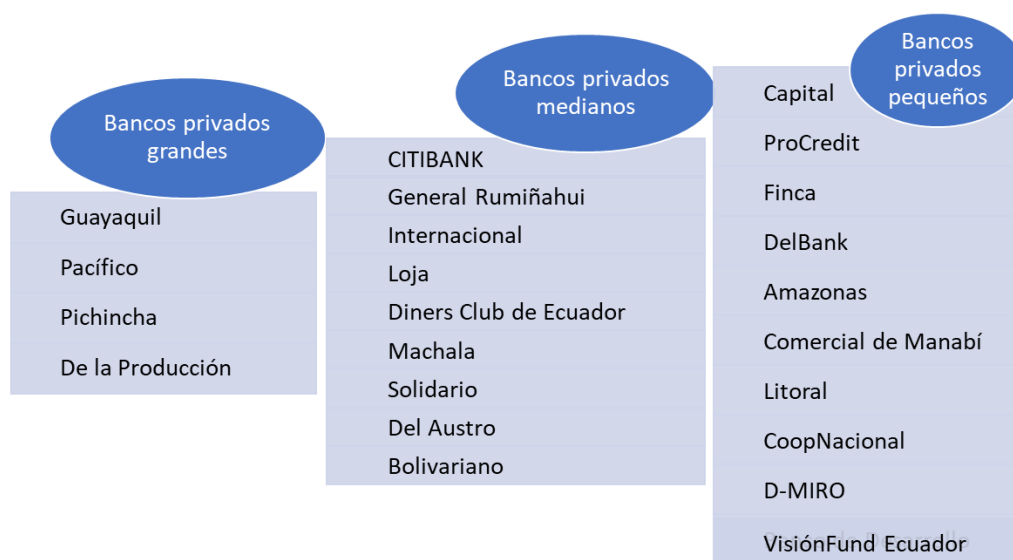 Bancos privados
grandes
Guayaquil
Pacífico
Pichincha
De la Producción
Bancos privados
medianos
CITIBANK
General Rumiñahui
Internacional
Loja
Diners Club de Ecuador
Machala
Solidario
Del Austro
Bolivariano
Bancos
privados
pequeños
Capital
ProCredit
Finca
DelBank
Amazonas
Comercial de Manabí
Litoral
CoopNacional
D-MIRO
VisiónFund Ecuador